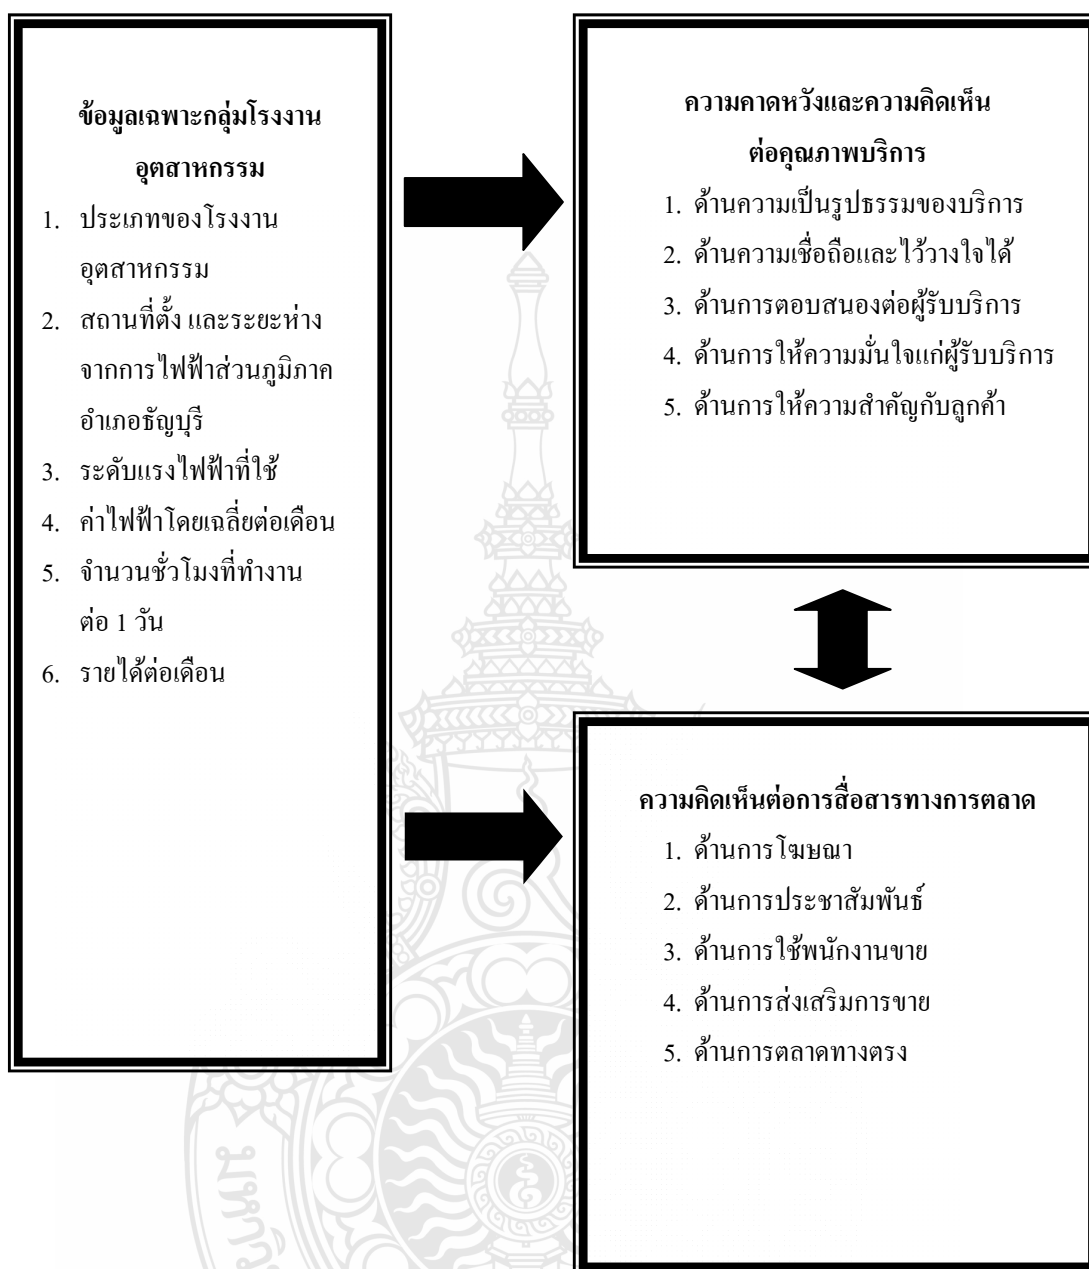 ข้อมูลเฉพาะกลุ่มโรงงาน
อุตสาหกรรม
1. ประเภทของโรงงาน
อุตสาหกรรม
2. สถานที่ตั้ง และระยะห่าง
จากการไฟฟ้าส่วนภูมิภาค
อำเภอธัญบุรี
3. ระดับแรงไฟฟ้าที่ใช้
4. ค่าไฟฟ้าโดยเฉลี่ยต่อเดือน
5. จำนวนชั่วโมงที่ทำงาน
ต่อ 1 วัน
6. รายได้ต่อเดือน
ความคาดหวังและความคิดเห็น
ต่อคุณภาพบริการ
1. ด้านความเป็นรูปธรรมของบริการ
2. ด้านความเชื่อถือและไว้วางใจได้
3. ด้านการตอบสนองต่อผู้รับบริการ
4. ด้านการให้ความมั่นใจแก่ผู้รับบริการ
5. ด้านการให้ความสำคัญกับลูกค้า
ความคิดเห็นต่อการสื่อสารทางการตลาด
1. ด้านการโฆษณา
2. ด้านการประชาสัมพันธ์
3. ด้านการใช้พนักงานขาย
4. ด้านการส่งเสริมการขาย
5. ด้านการตลาดทางตรง